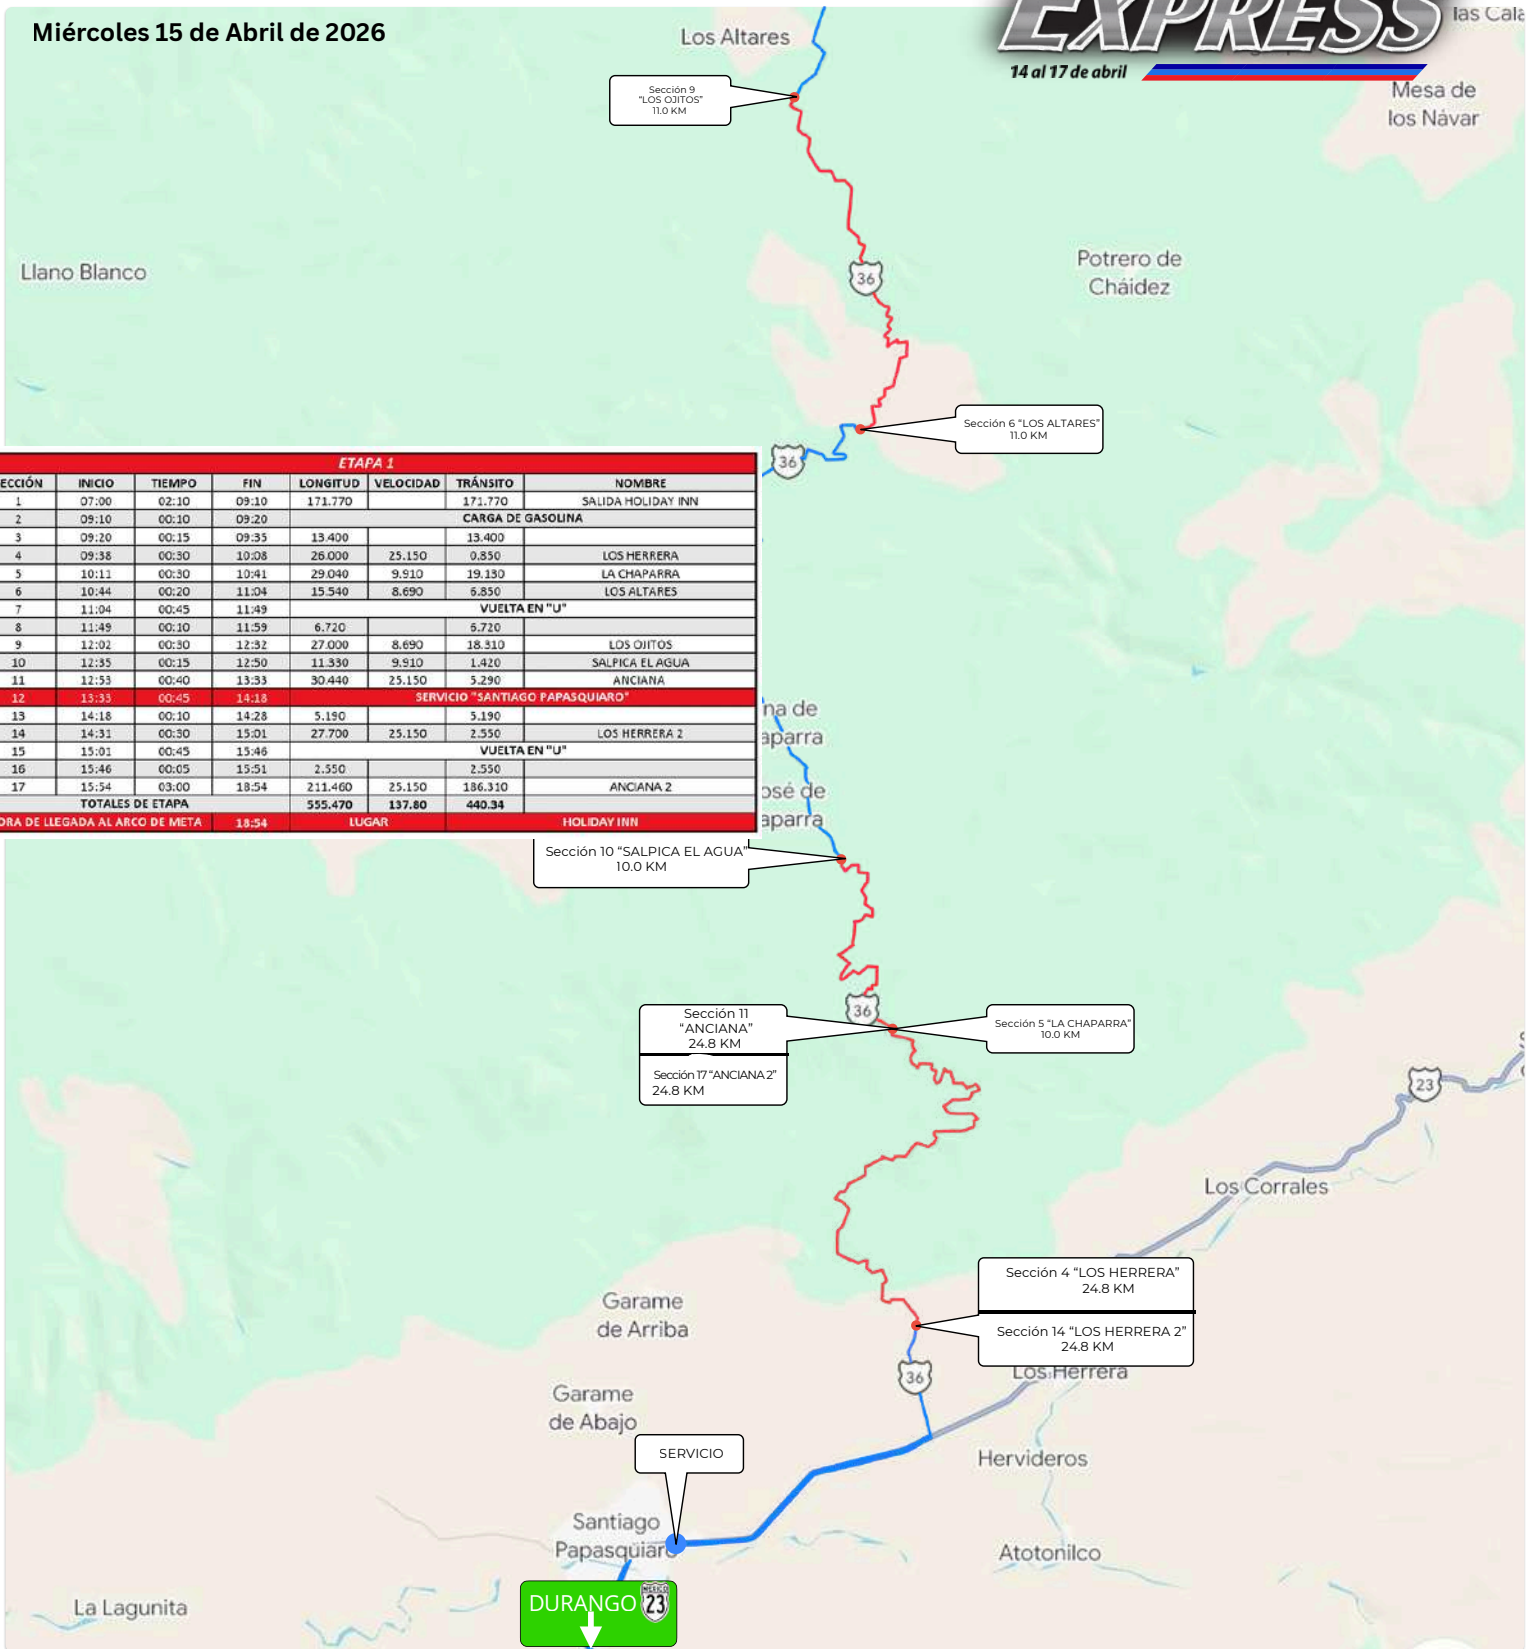 Miércoles 15 de Abril de 2026
EXPRESS
14 al 17 de abril
Los Altares
las Cala
Mesa de
los Návar
Sección 9
“LOS OJITOS”
11.0 KM
Llano Blanco
36
Potrero de
Cháidez
Sección 6 “LOS ALTARES”
11.0 KM
36
ETAPA 1
ECCIÓN INICIO TIEMPO FIN LONGITUD VELOCIDAD TRÁNSITO NOMBRE
1 07:00 02:10 09:10 171.770 171.770 SALIDA HOLIDAY INN
2 09:10 00:10 09:20 CARGA DE GASOLINA
3 09:20 00:15 09:35 13.400 13.400
4 09:38 00:30 10:08 26.000 25.150 0.850 LOS HERRERA
5 10:11 00:30 10:41 29.040 9.910 19.130 LA CHAPARRA
6 10:44 00:20 11:04 15.540 8.690 6.850 LOS ALTARES
7 11:04 00:45 11:49 VUELTA EN "U"
8 11:49 00:10 11:59 6.720 6.720
9 12:02 00:30 12:32 27.000 8.690 18.310 LOS OJITOS
10 12:35 00:15 12:50 11.330 9.910 1.420 SALPICA EL AGUA
11 12:53 00:40 13:33 30.440 25.150 5.290 ANCIANA
12 13:33 00:45 14:18 SERVICIO "SANTIAGO PAPASQUIARO"
13 14:18 00:10 14:28 5.190 5.190
14 14:31 00:30 15:01 27.700 25.150 2.550 LOS HERRERA 2
15 15:01 00:45 15:46 VUELTA EN "U"
16 15:46 00:05 15:51 2.550 2.550
17 15:54 03:00 18:54 211.460 25.150 186.310 ANCIANA 2
TOTALES DE ETAPA 555.470 137.80 440.34
ORA DE LLEGADA AL ARCO DE META 18:54 LUGAR HOLIDAY INN
na de
aparra
osé de
aparra
Sección 10 “SALPICA EL AGUA”
10.0 KM
36
Sección 11
“ANCIANA”
24.8 KM
Sección 17 “ANCIANA 2”
24.8 KM
Sección 5 “LA CHAPARRA”
10.0 KM
23
Los Corrales
Sección 4 “LOS HERRERA”
24.8 KM
Sección 14 “LOS HERRERA 2”
24.8 KM
Garame
de Arriba
Los Herrera
36
Garame
de Abajo
SERVICIO
Hervideros
Santiago
Papasquiaro
Atotonilco
DURANGO
MEXICO
23
La Lagunita